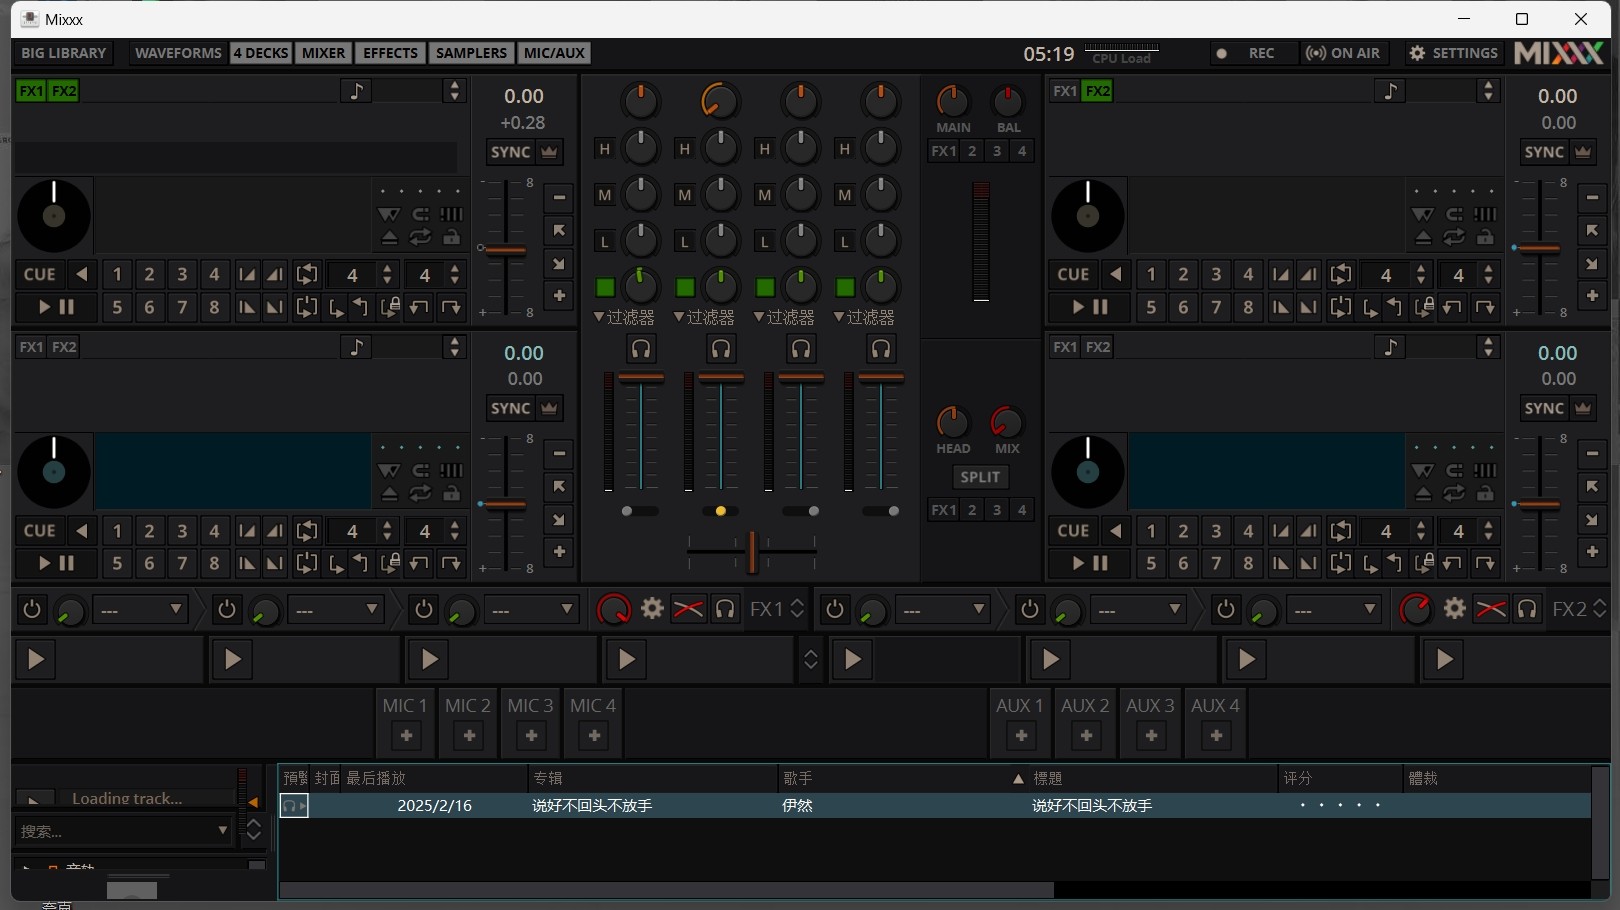 Mixxx
BIG LIBRARY WAVEFORMS 4 DECKS MIXER EFFECTS SAMPLERS MIC/AUX 05:19 CPU Load REC ON AIR SETTINGS MIXXX
FX1 FX2
0.00
+0.28
SYNC
8
8
CUE 1 2 3 4 4 4
5 6 7 8
FX1 FX2
0.00
0.00
SYNC
8
8
CUE 1 2 3 4 4 4
5 6 7 8
H H H H
M M M M
L L L L
过滤器 过滤器 过滤器 过滤器
MAIN BAL
FX1 2 3 4
HEAD MIX
SPLIT
FX1 2 3 4
FX1 FX2
0.00
0.00
SYNC
8
8
CUE 1 2 3 4 4 4
5 6 7 8
FX1 FX2
0.00
0.00
SYNC
8
8
CUE 1 2 3 4 4 4
5 6 7 8
--- --- --- FX1 --- --- --- FX2
MIC 1 MIC 2 MIC 3 MIC 4 AUX 1 AUX 2 AUX 3 AUX 4
Loading track...
搜索...
音轨
封面 最后播放 专辑 歌手 標題 评分 體裁
2025/2/16 说好不回头不放手 伊然 说好不回头不放手